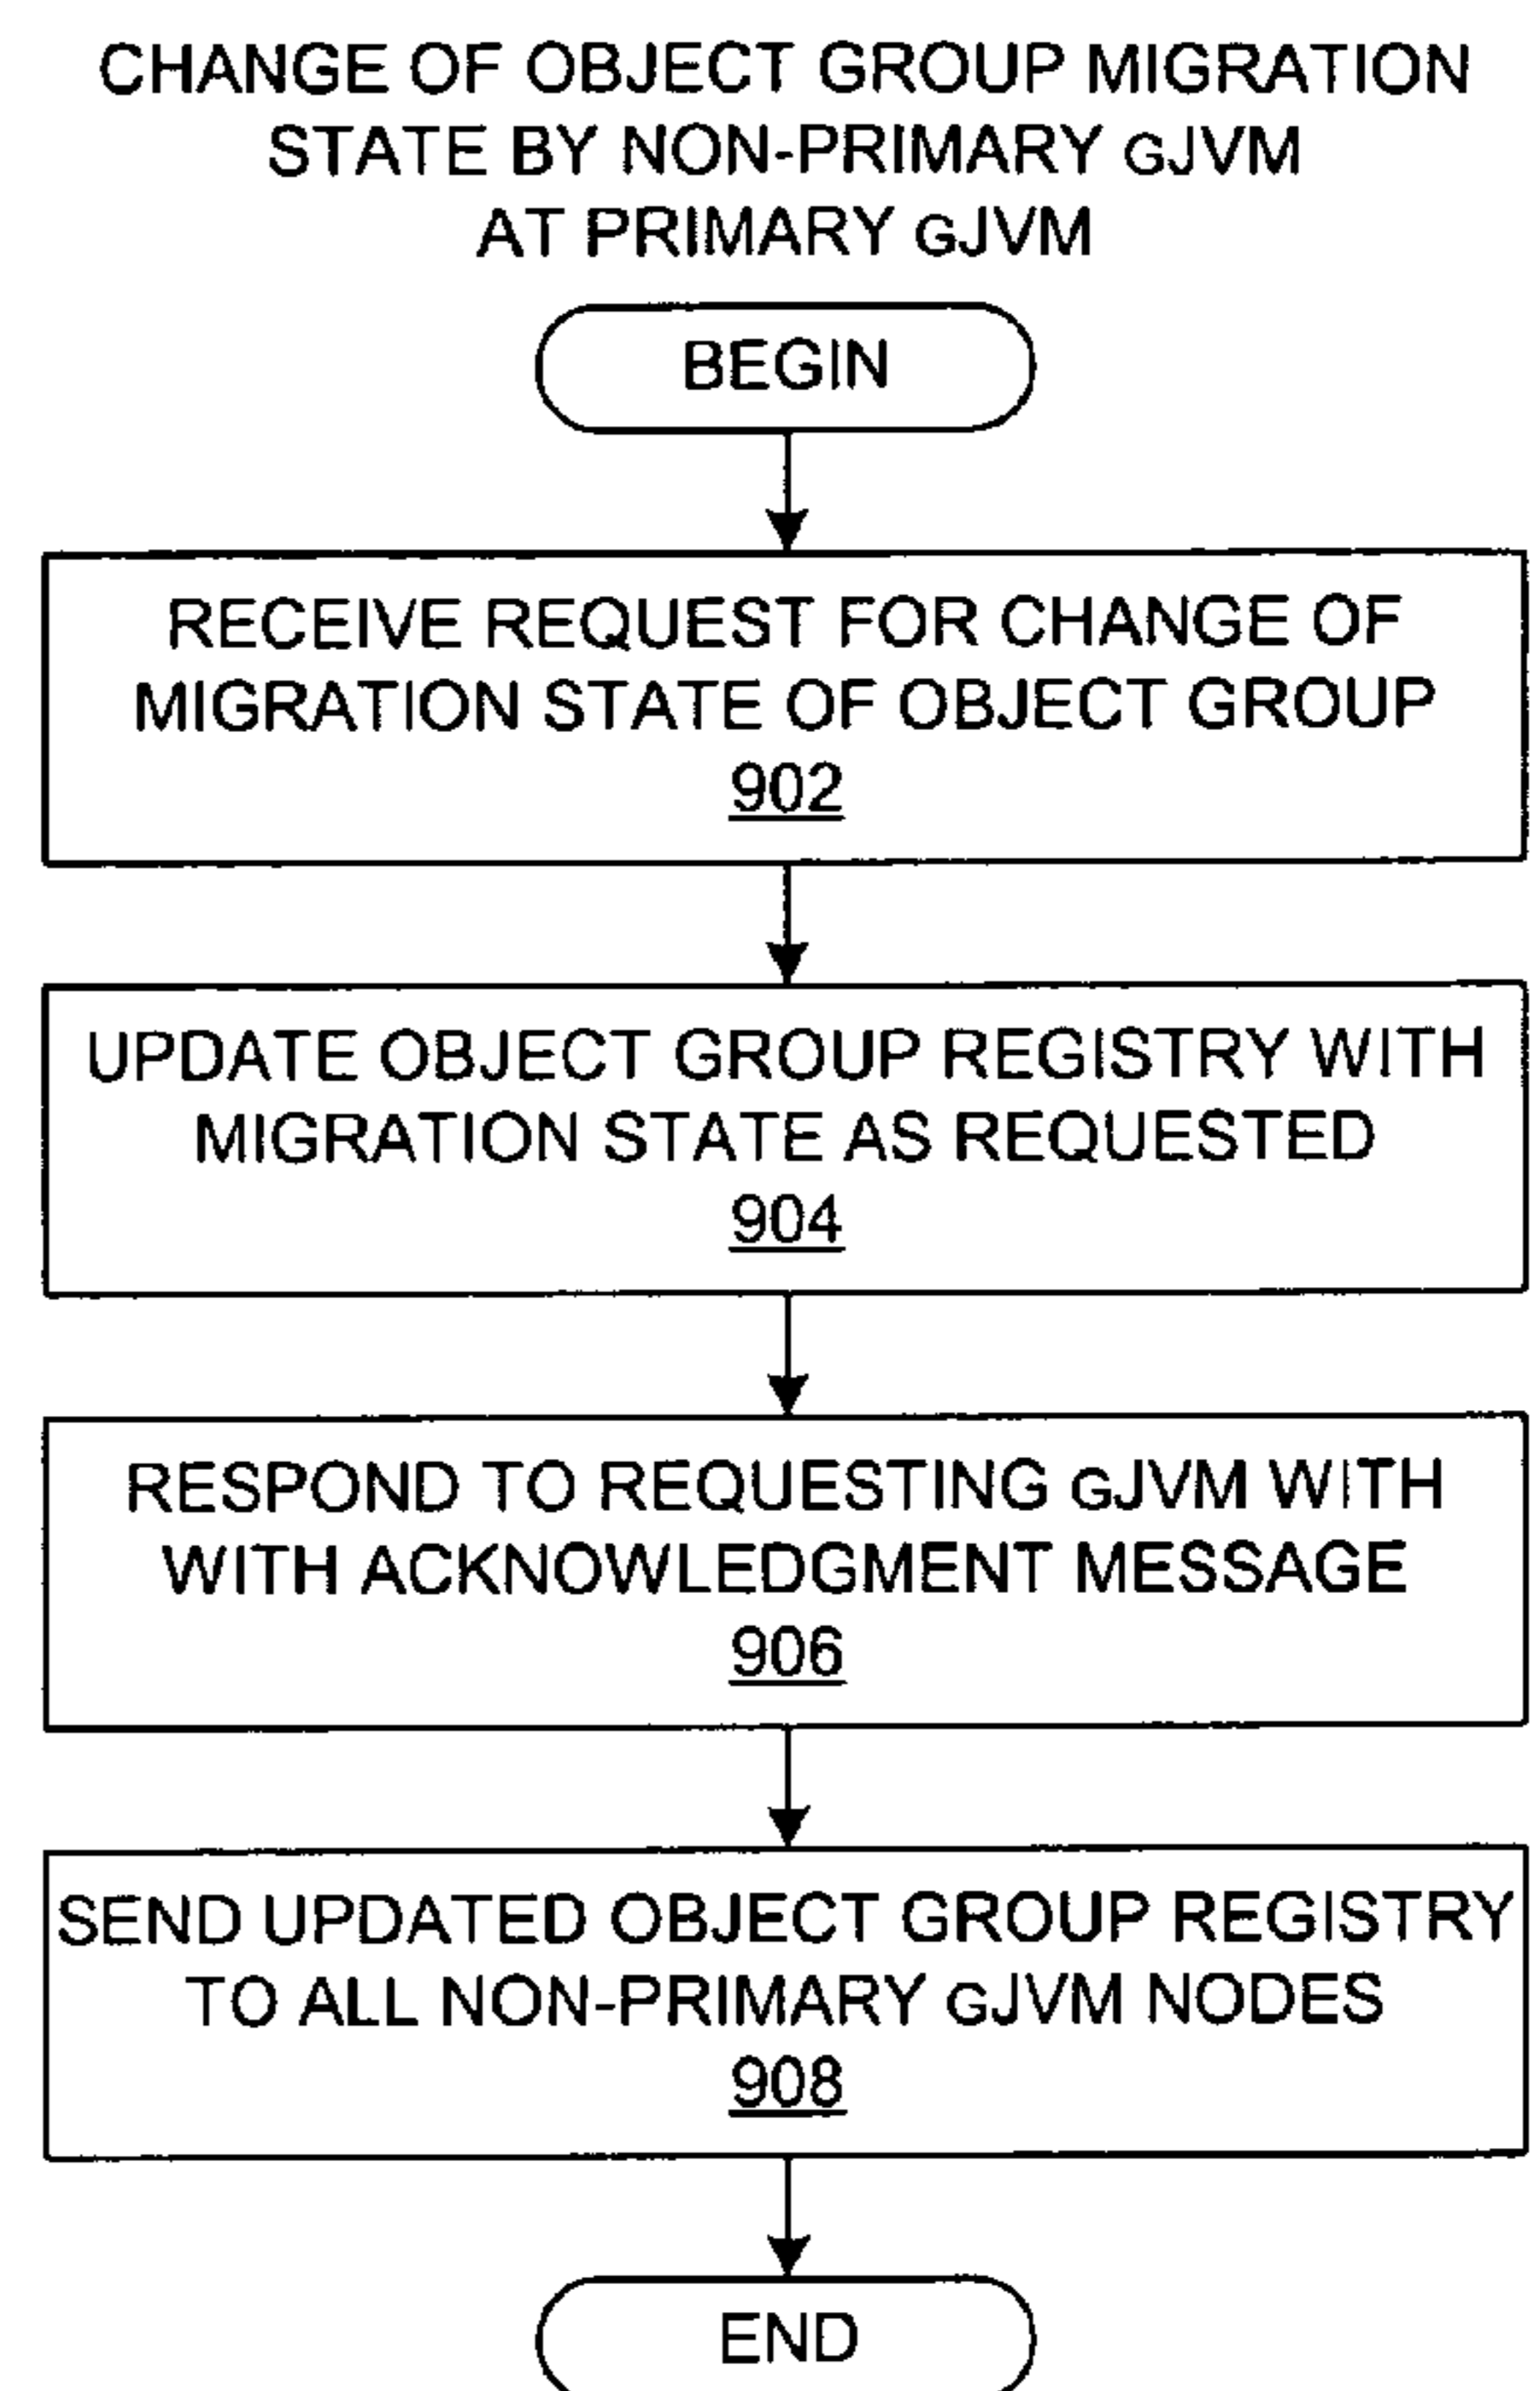 CHANGE OF OBJECT GROUP MIGRATION
STATE BY NON-PRIMARY GJVM
AT PRIMARY GJVM
BEGIN
RECEIVE REQUEST FOR CHANGE OF
MIGRATION STATE OF OBJECT GROUP
902
UPDATE OBJECT GROUP REGISTRY WITH
MIGRATION STATE AS REQUESTED
904
RESPOND TO REQUESTING GJVM WITH
WITH ACKNOWLEDGMENT MESSAGE
906
SEND UPDATED OBJECT GROUP REGISTRY
TO ALL NON-PRIMARY GJVM NODES
908
END